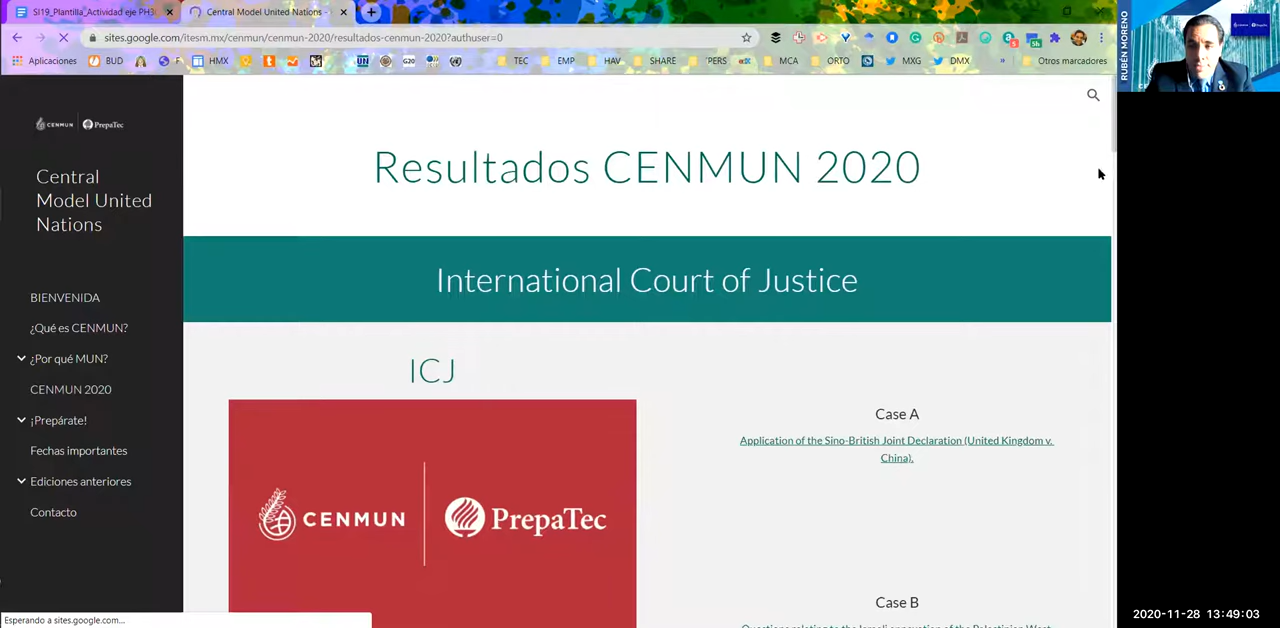 SI19_Plantilla_Actividad eje PH3
Central Model United Nations -
sites.google.com/itesm.mx/cenmun/cenmun-2020/resultados-cenmun-2020?authuser=0
Aplicaciones
BUD
F
HMX
UN
G20
TEC
EMP
HAV
SHARE
'PERS
MCA
ORTO
MXG
DMX
»
Otros marcadores
RUBÉN MORENO
CENMUN PrepaTec
Central
Model United
Nations
BIENVENIDA
¿Qué es CENMUN?
¿Por qué MUN?
CENMUN 2020
¡Prepárate!
Fechas importantes
Ediciones anteriores
Contacto
Resultados CENMUN 2020
International Court of Justice
ICJ
CENMUN PrepaTec
Case A
Application of the Sino-British Joint Declaration (United Kingdom v.
China).
Case B
Esperando a sites.google.com...
2020-11-28 13:49:03